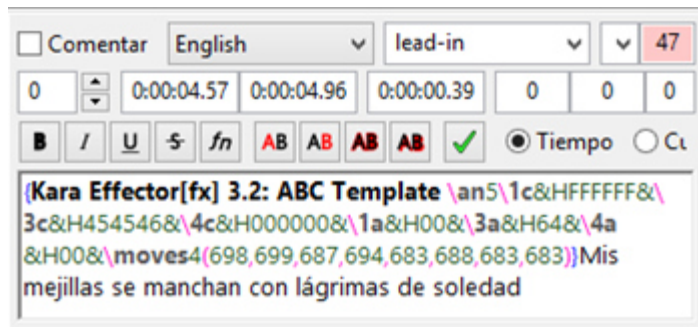 Comentar English lead-in 47
0 0:00:04.57 0:00:04.96 0:00:00.39 0 0 0
B I U S fn AB AB AB AB Tiempo Cu
{Kara Effector[fx] 3.2: ABC Template \an5\1c&HFFFFFF&\
3c&H454546&\4c&H000000&\1a&H00&\3a&H64&\4a
&H00&\moves4(698,699,687,694,683,688,683,683)}Mis
mejillas se manchan con lágrimas de soledad